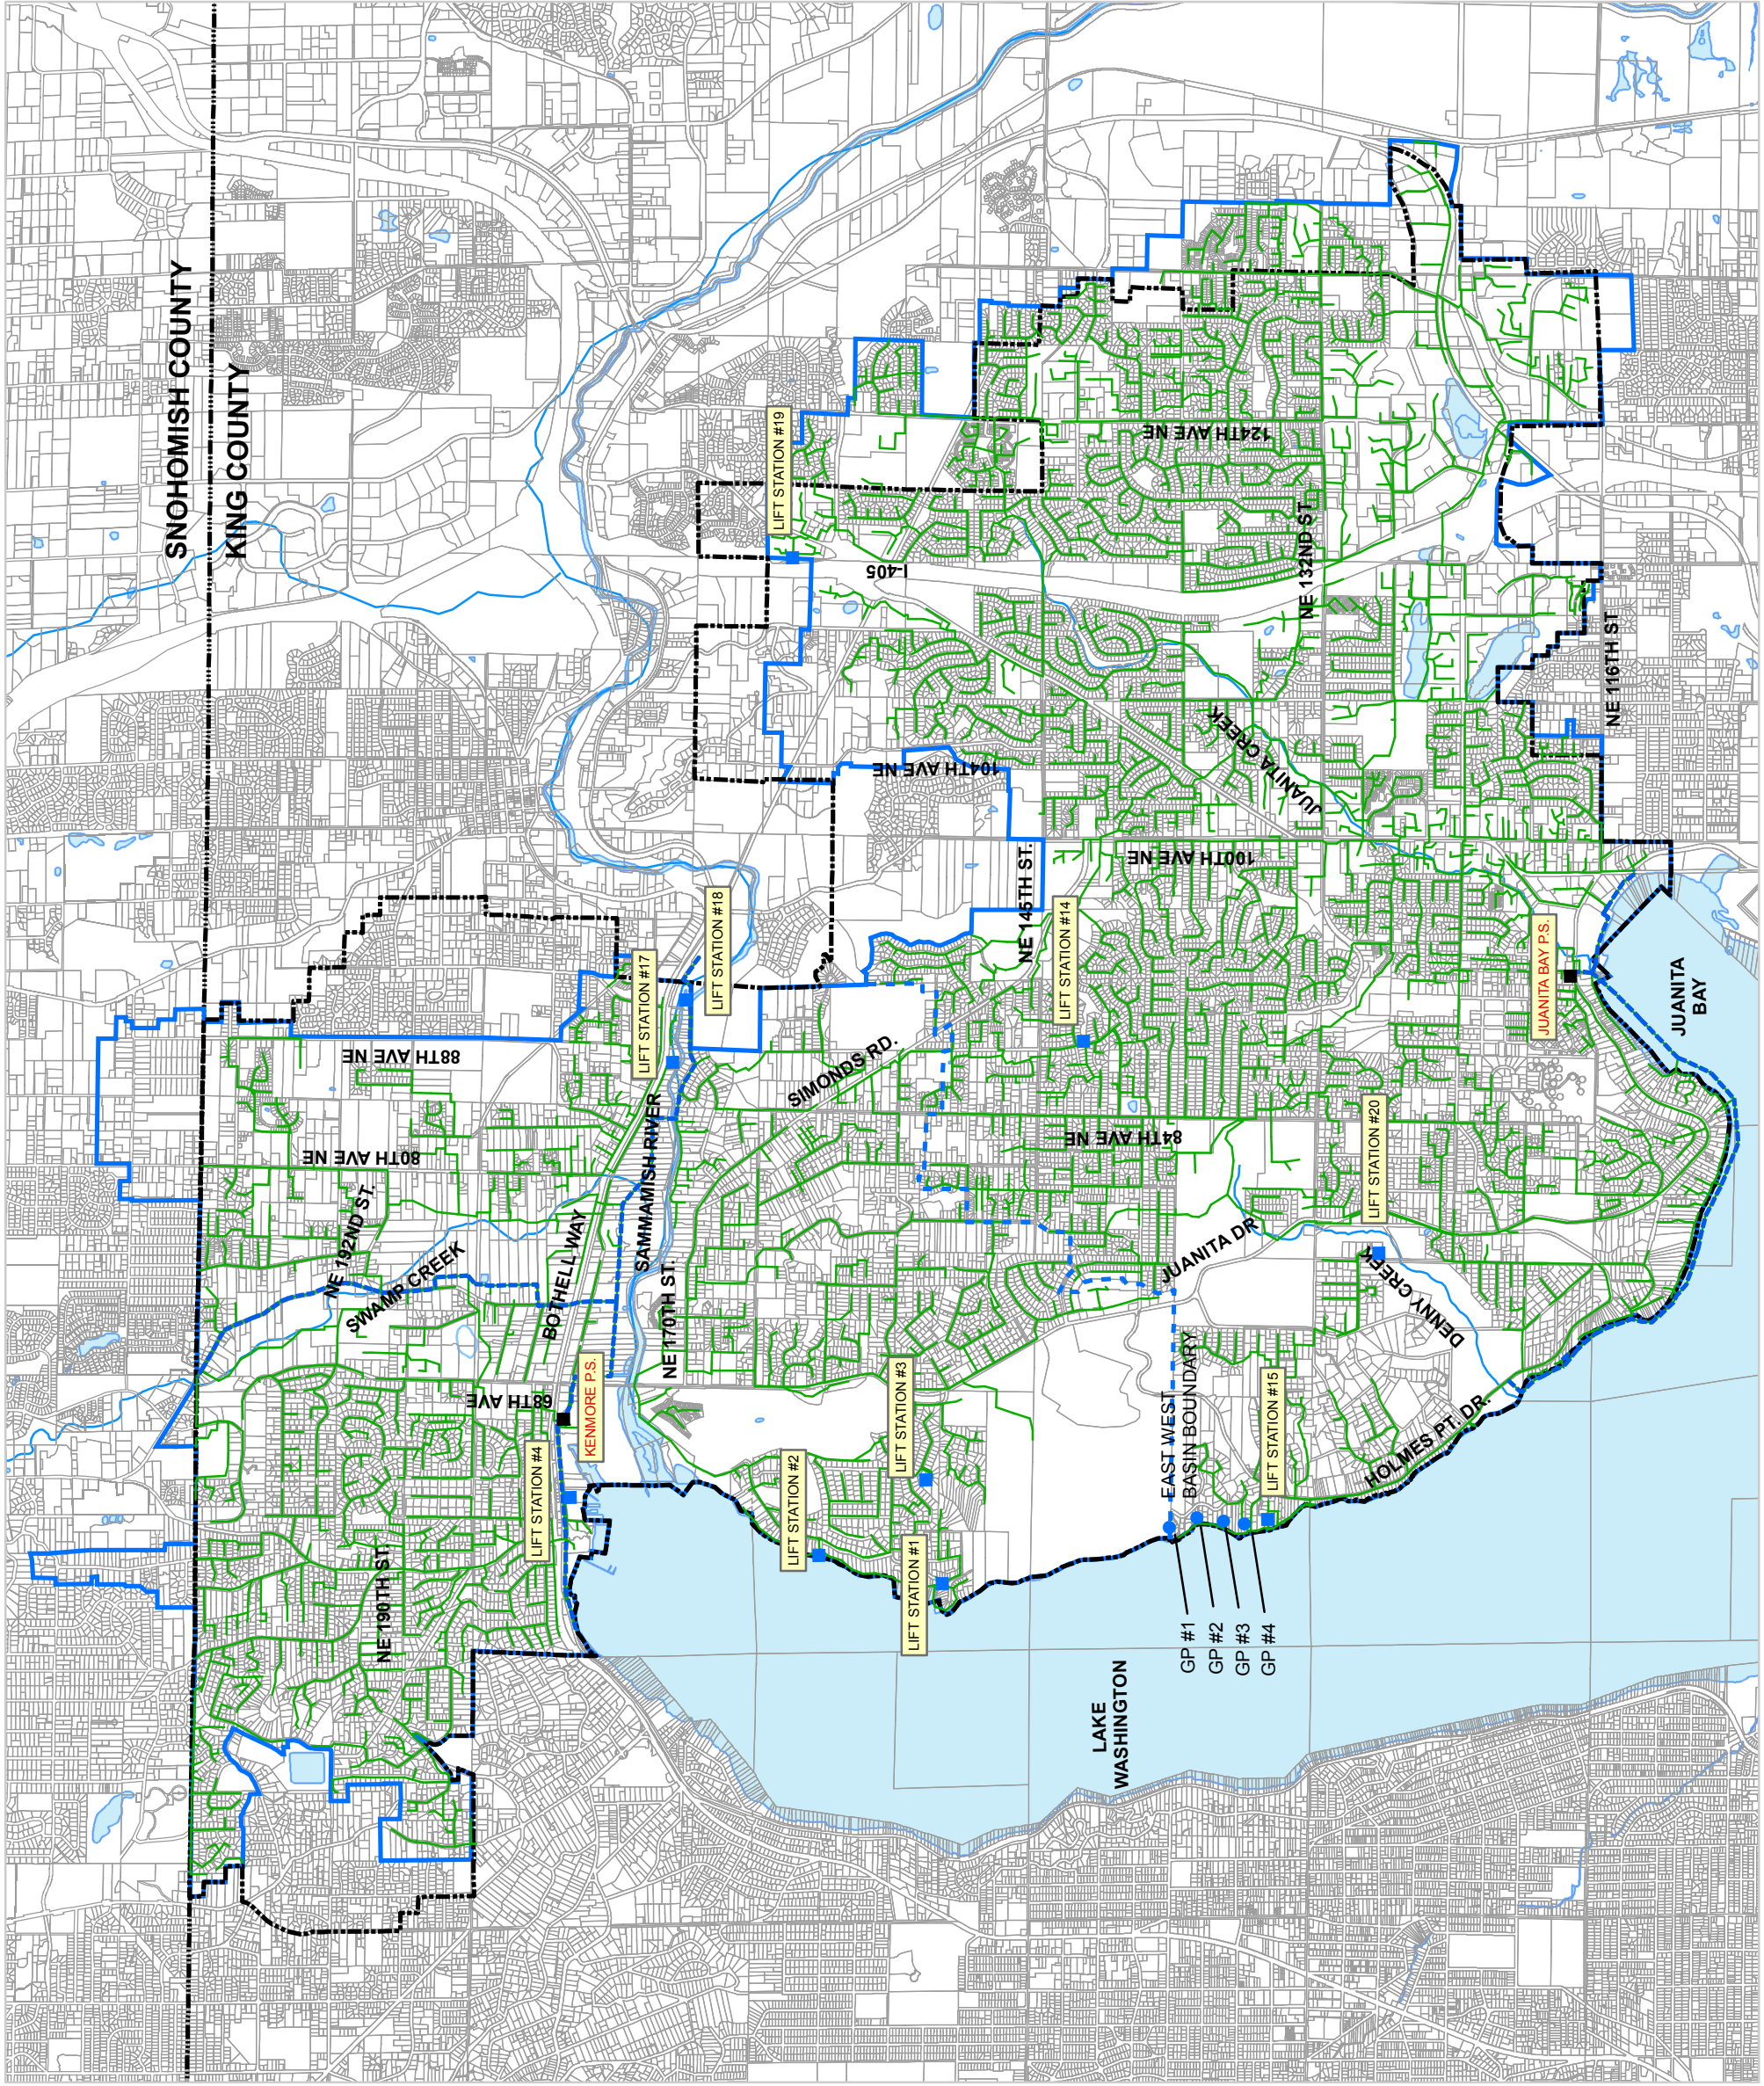 SNOHOMISH COUNTY
KING COUNTY
LIFT STATION #19
I-405
124TH AVE NE
NE 132ND ST.
NE 116TH ST
JUANITA CREEK
104TH AVE NE
100TH AVE NE
NE 145TH ST.
LIFT STATION #14
LIFT STATION #18
LIFT STATION #17
JUANITA BAY P.S.
JUANITA
BAY
88TH AVE NE
80TH AVE NE
NE 192ND ST.
SWAMP CREEK
BOTHELL WAY
SAMMAMISH RIVER
NE 170TH ST.
SIMONDS RD.
84TH AVE NE
LIFT STATION #20
JUANITA DR.
DENNY CREEK
HOLMES PT. DR.
68TH AVE
KENMORE P.S.
LIFT STATION #4
LIFT STATION #3
LIFT STATION #2
LIFT STATION #1
EAST WEST
BASIN BOUNDARY
LIFT STATION #15
GP #1
GP #2
GP #3
GP #4
NE 190TH ST.
LAKE
WASHINGTON